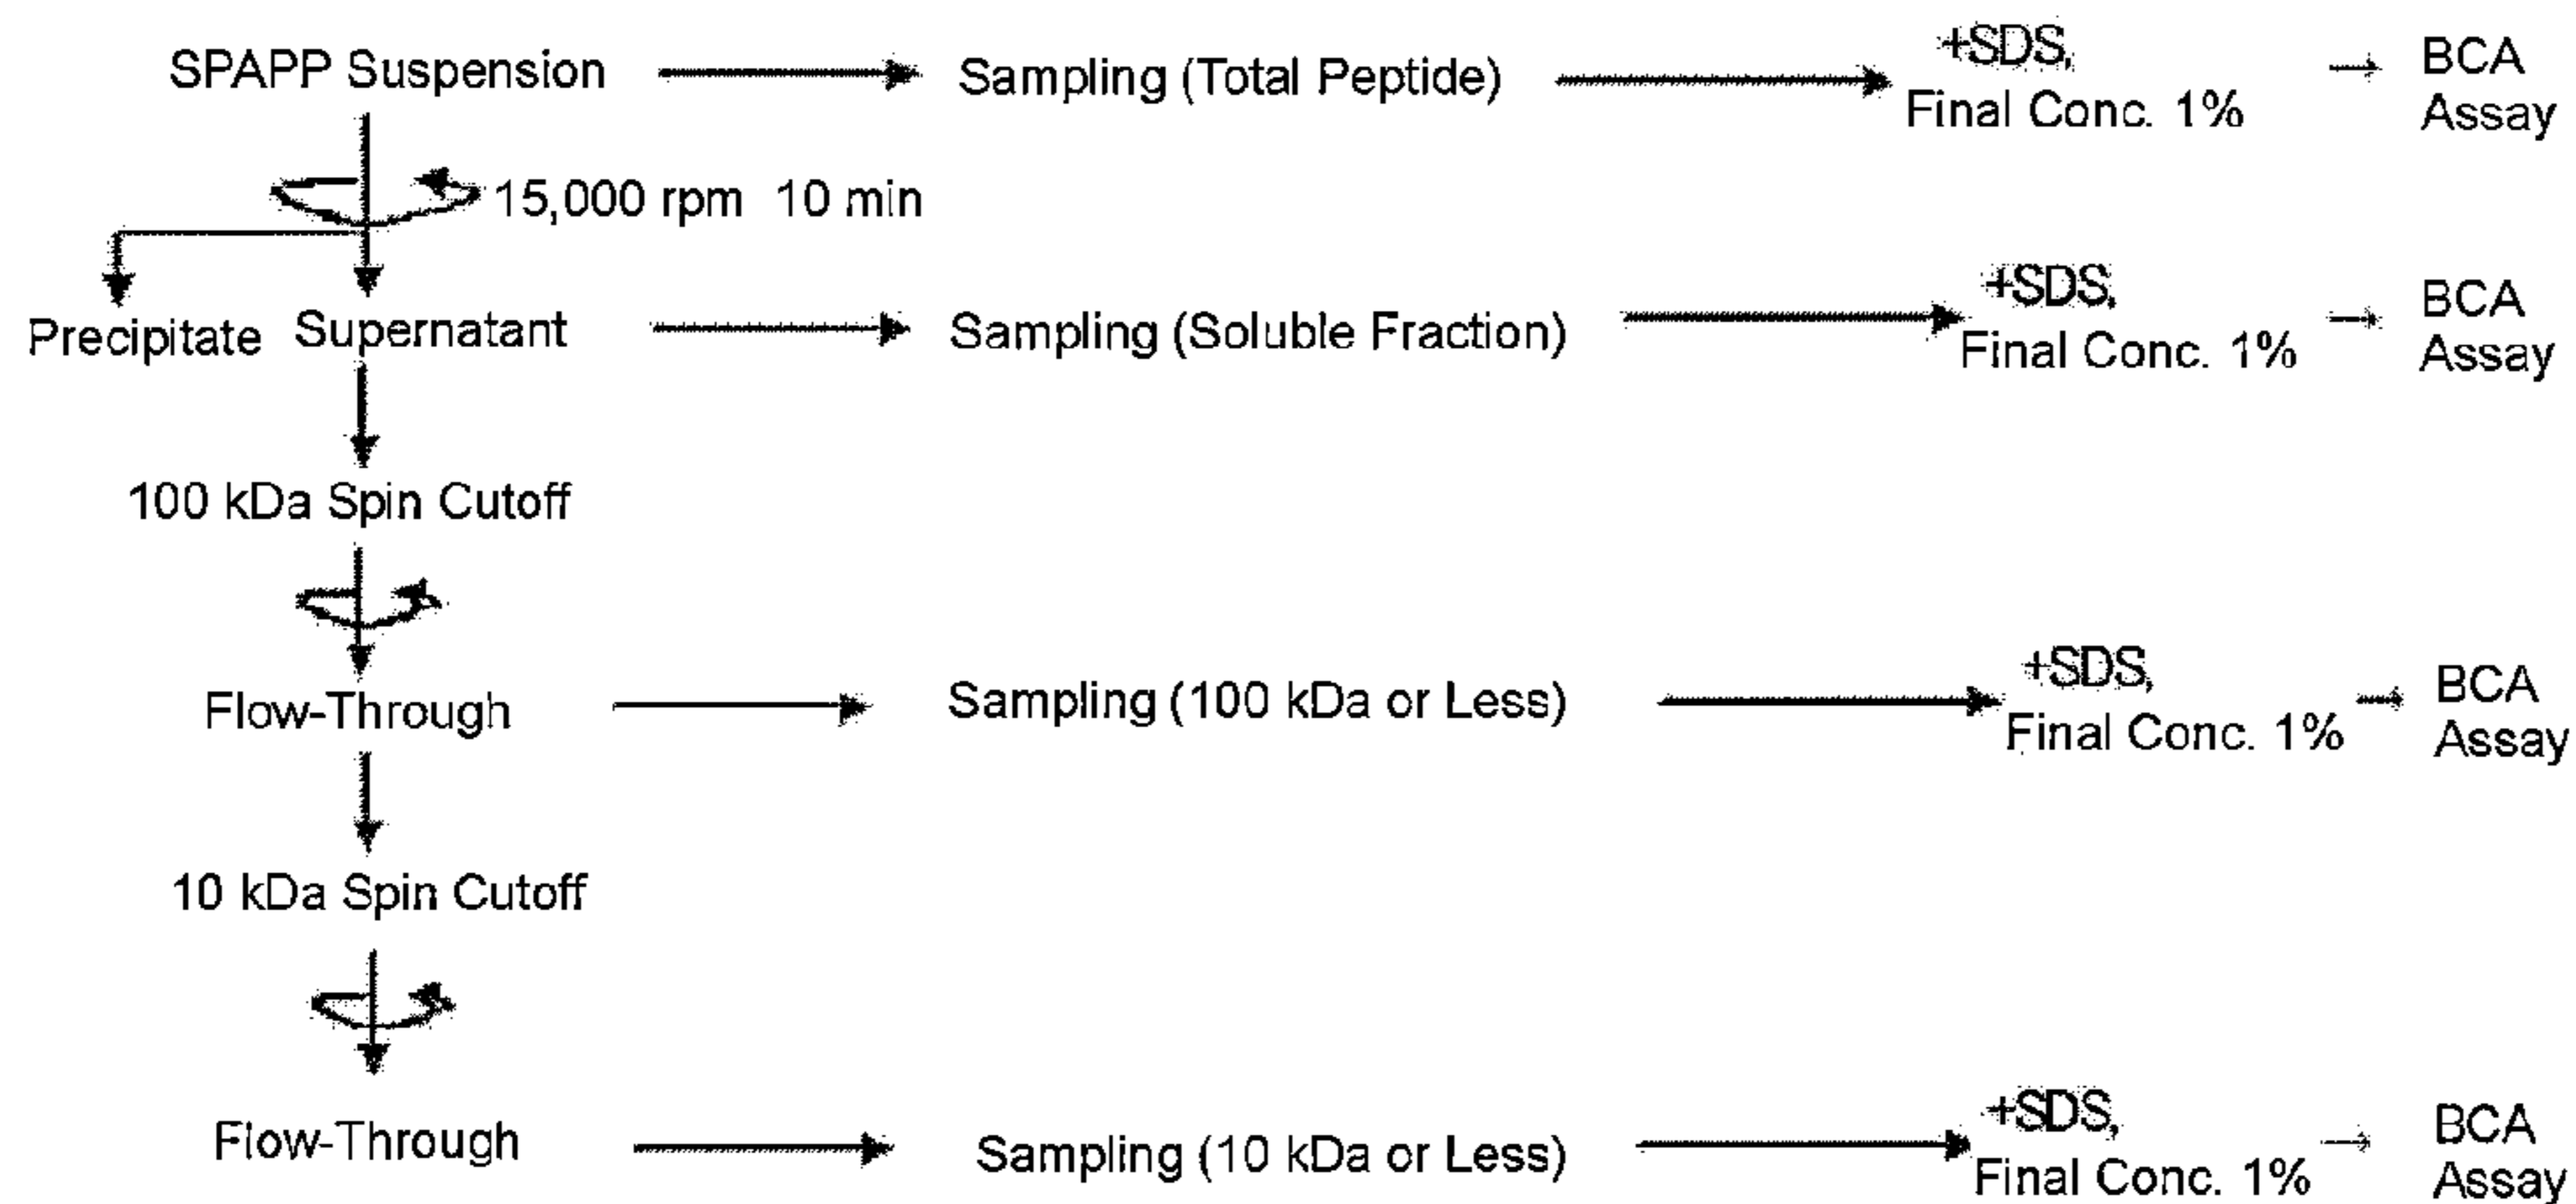 SPAPP Suspension
Sampling (Total Peptide)
+SDS,
Final Conc. 1%
BCA
Assay
15,000 rpm 10 min
Precipitate
Supernatant
Sampling (Soluble Fraction)
+SDS,
Final Conc. 1%
BCA
Assay
100 kDa Spin Cutoff
Flow-Through
Sampling (100 kDa or Less)
+SDS,
Final Conc. 1%
BCA
Assay
10 kDa Spin Cutoff
Flow-Through
Sampling (10 kDa or Less)
+SDS,
Final Conc. 1%
BCA
Assay